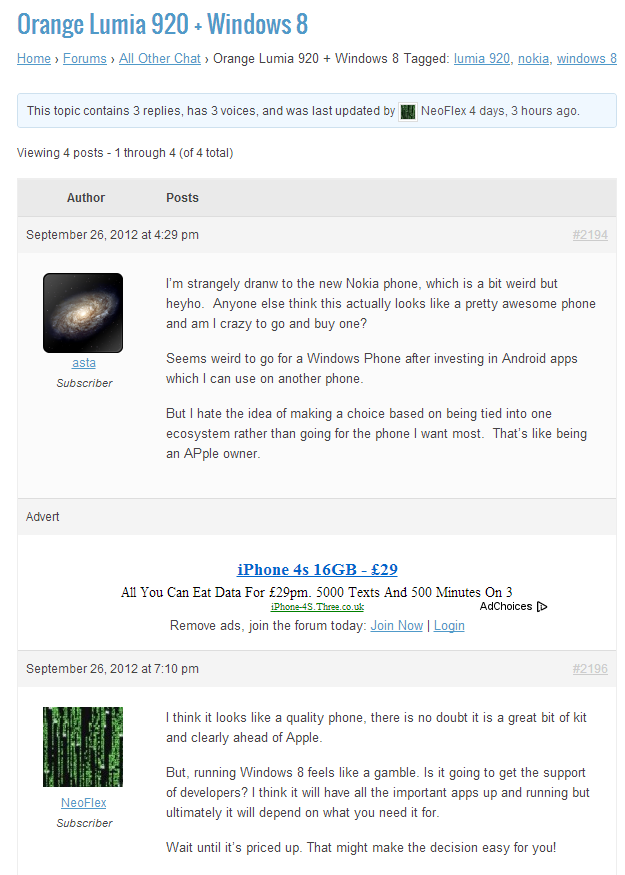 Orange Lumia 920 + Windows 8
Home › Forums › All Other Chat › Orange Lumia 920 + Windows 8 Tagged: lumia 920, nokia, windows 8
This topic contains 3 replies, has 3 voices, and was last updated by NeoFlex 4 days, 3 hours ago.
Viewing 4 posts - 1 through 4 (of 4 total)
Author Posts
September 26, 2012 at 4:29 pm #2194
asta
Subscriber
I'm strangely dranw to the new Nokia phone, which is a bit weird but
heyho. Anyone else think this actually looks like a pretty awesome phone
and am I crazy to go and buy one?
Seems weird to go for a Windows Phone after investing in Android apps
which I can use on another phone.
But I hate the idea of making a choice based on being tied into one
ecosystem rather than going for the phone I want most. That's like being
an APple owner.
Advert
iPhone 4s 16GB - £29
All You Can Eat Data For £29pm. 5000 Texts And 500 Minutes On 3
iPhone-4S.Three.co.uk
AdChoices
Remove ads, join the forum today: Join Now | Login
September 26, 2012 at 7:10 pm #2196
NeoFlex
Subscriber
I think it looks like a quality phone, there is no doubt it is a great bit of kit
and clearly ahead of Apple.
But, running Windows 8 feels like a gamble. Is it going to get the support
of developers? I think it will have all the important apps up and running but
ultimately it will depend on what you need it for.
Wait until it's priced up. That might make the decision easy for you!